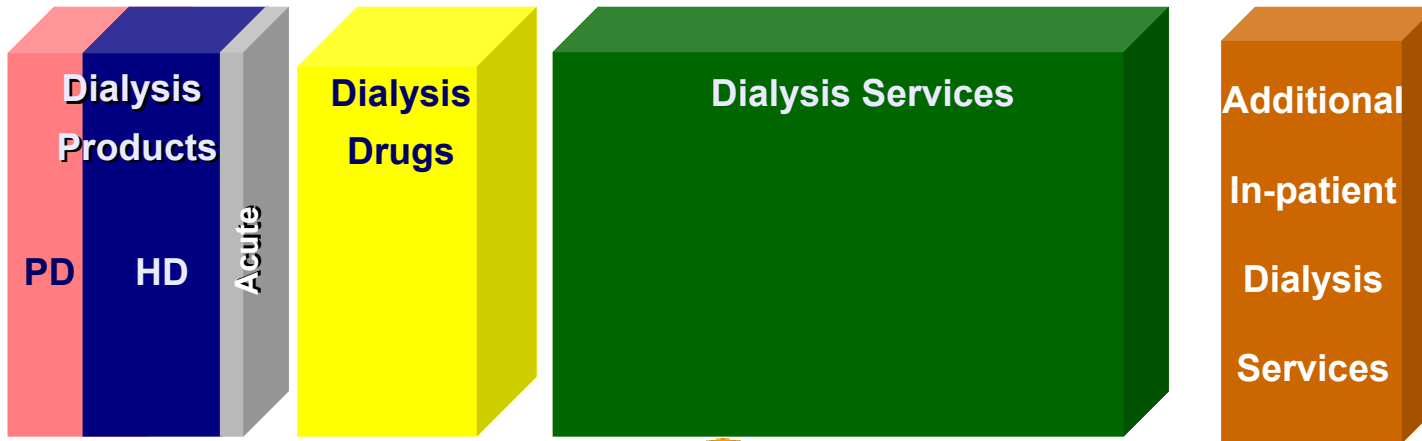 Dialysis
Products
PD
HD
Acute
Dialysis
Drugs
Dialysis Services
Additional
In-patient
Dialysis
Services